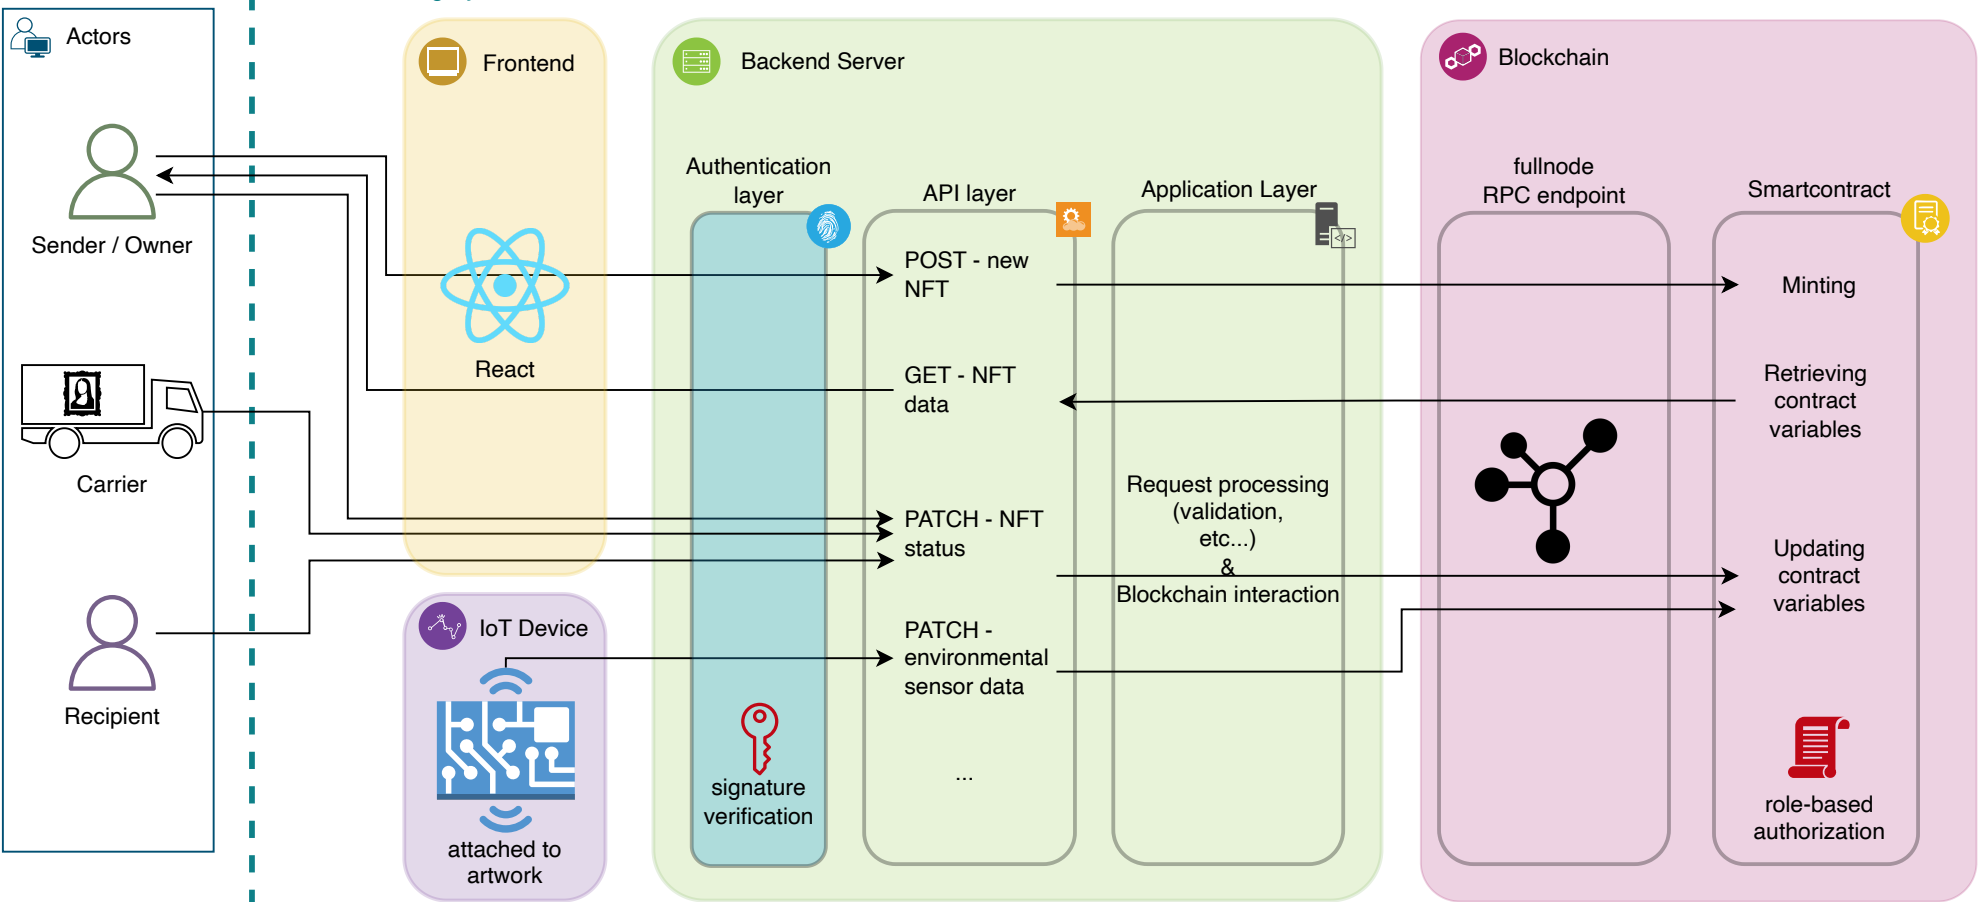 Actors
Sender / Owner
Carrier
Recipient
Frontend
React
IoT Device
attached to
artwork
Backend Server
Authentication
layer
signature
verification
API layer
POST - new
NFT
GET - NFT
data
PATCH - NFT
status
PATCH -
environmental
sensor data
...
Application Layer
</>
Request processing
(validation,
etc...)
&
Blockchain interaction
Blockchain
fullnode
RPC endpoint
Smartcontract
Minting
Retrieving
contract
variables
Updating
contract
variables
role-based
authorization